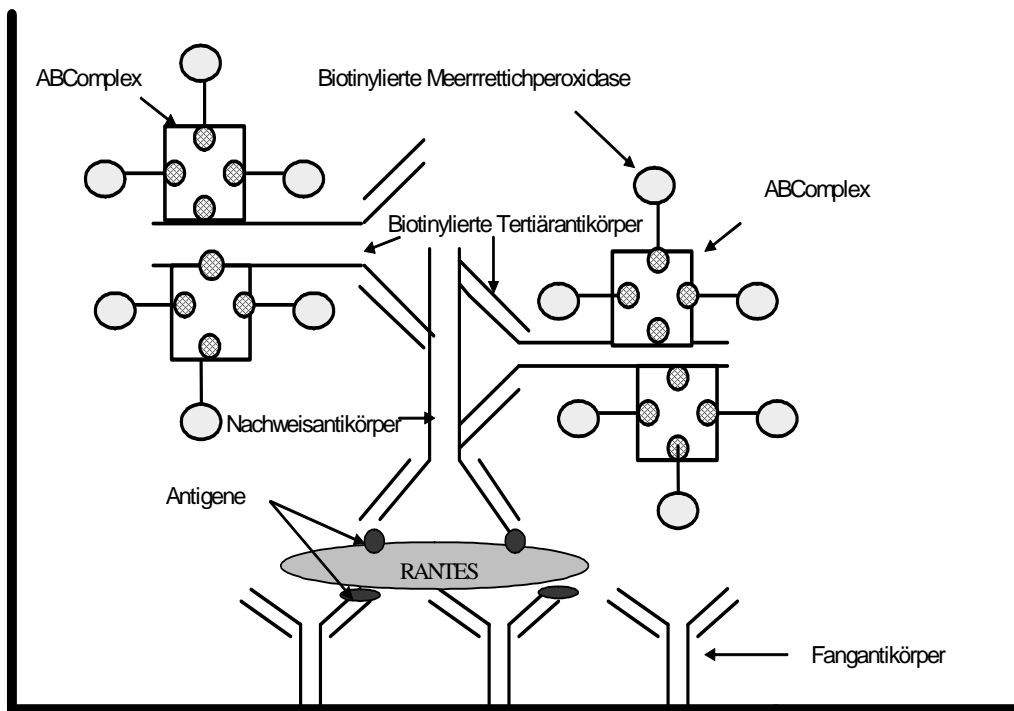 ABComplex
Biotinylierte Meerrrettichperoxidase
ABComplex
Biotinylierte Tertiärantikörper
Nachweisantikörper
Antigene
RANTES
Fangantikörper